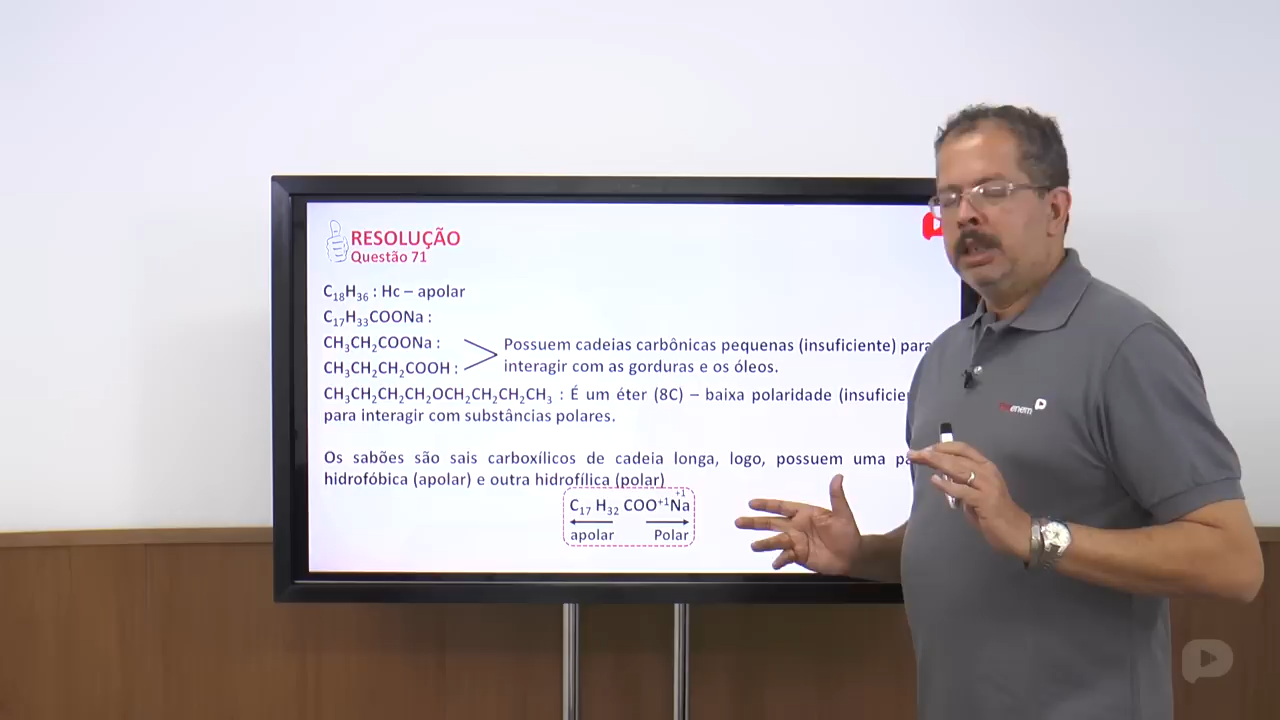 RESOLUÇÃO
Questão 71
C₁₈H₃₆ : Hc – apolar
C₁₇H₃₃COONa :
CH₃CH₂COONa :
CH₃CH₂CH₂COOH :
Possuem cadeias carbônicas pequenas (insuficiente) para
interagir com as gorduras e os óleos.
CH₃CH₂CH₂CH₂OCH₂CH₂CH₂CH₃ : É um éter (8C) – baixa polaridade
para interagir com substâncias polares.
Os sabões são sais carboxílicos de cadeia longa, logo, possuem uma
hidrofóbica (apolar) e outra hidrofílica (polar)
C₁₇ H₃₂ COO⁺¹Na⁺¹
apolar Polar
enem